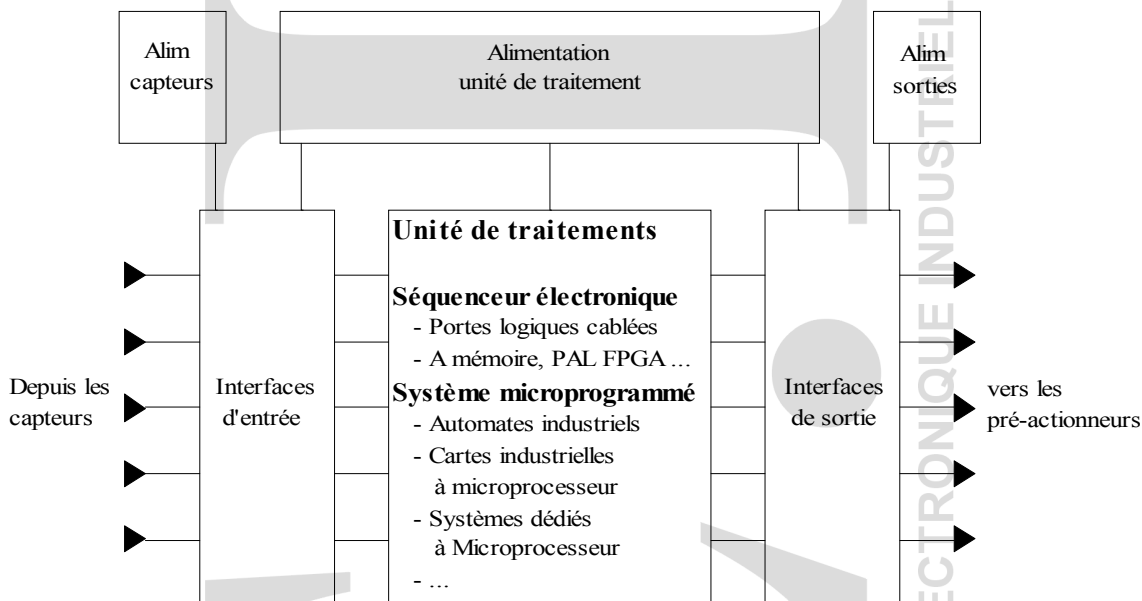 Alim
capteurs
Alimentation
unité de traitement
Alim
sorties
Unité de traitements
Séquenceur électronique
- Portes logiques cablées
- A mémoire, PAL FPGA ...
Système microprogrammé
- Automates industriels
- Cartes industrielles
à microprocesseur
- Systèmes dédiés
à Microprocesseur
- ...
Depuis les
capteurs
Interfaces
d'entrée
Interfaces
de sortie
vers les
pré-actionneurs
ECTRONIQUE INDUSTRIEL